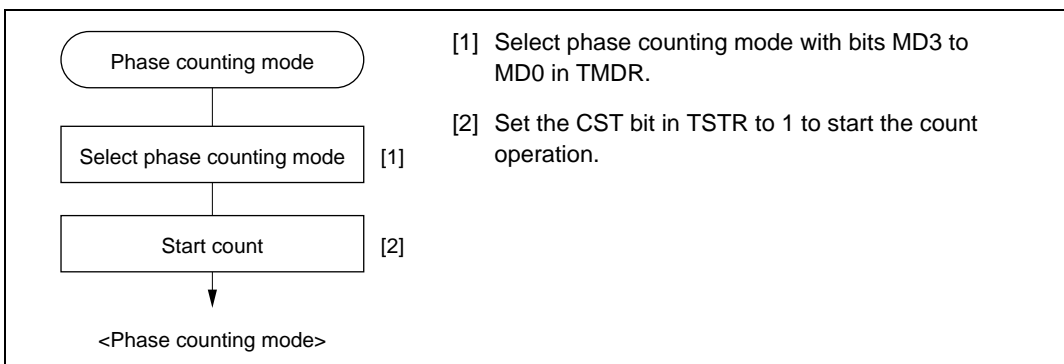 Phase counting mode
Select phase counting mode [1]
Start count [2]
<Phase counting mode>
[1] Select phase counting mode with bits MD3 to
MD0 in TMDR.
[2] Set the CST bit in TSTR to 1 to start the count
operation.